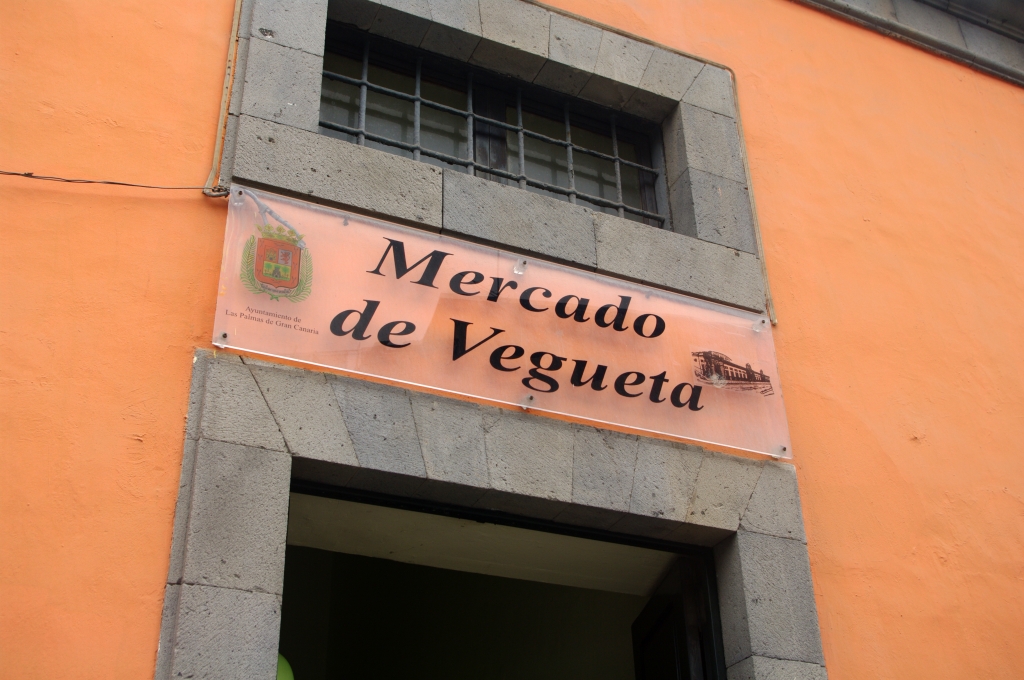 Mercado
de Vegueta
Ayuntamiento de
Las Palmas de Gran Canaria